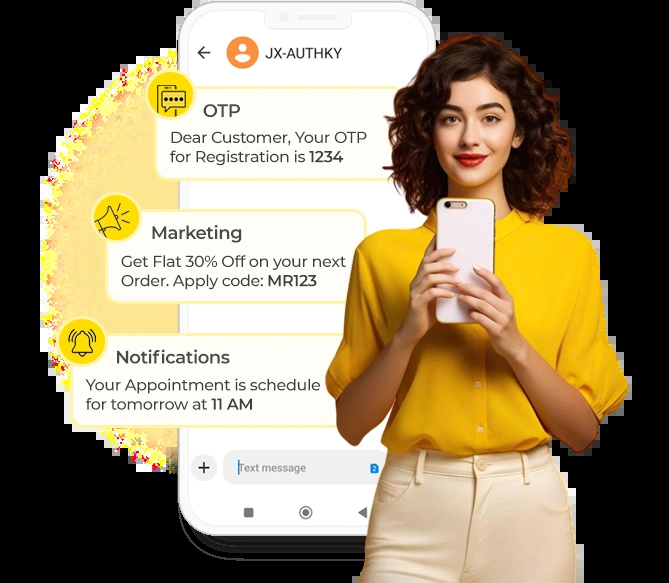 JX-AUTHKY
OTP
Dear Customer, Your OTP
for Registration is 1234
Marketing
Get Flat 30% Off on your next
Order. Apply code: MR123
Notifications
Your Appointment is schedule
for tomorrow at 11 AM
Text message
2